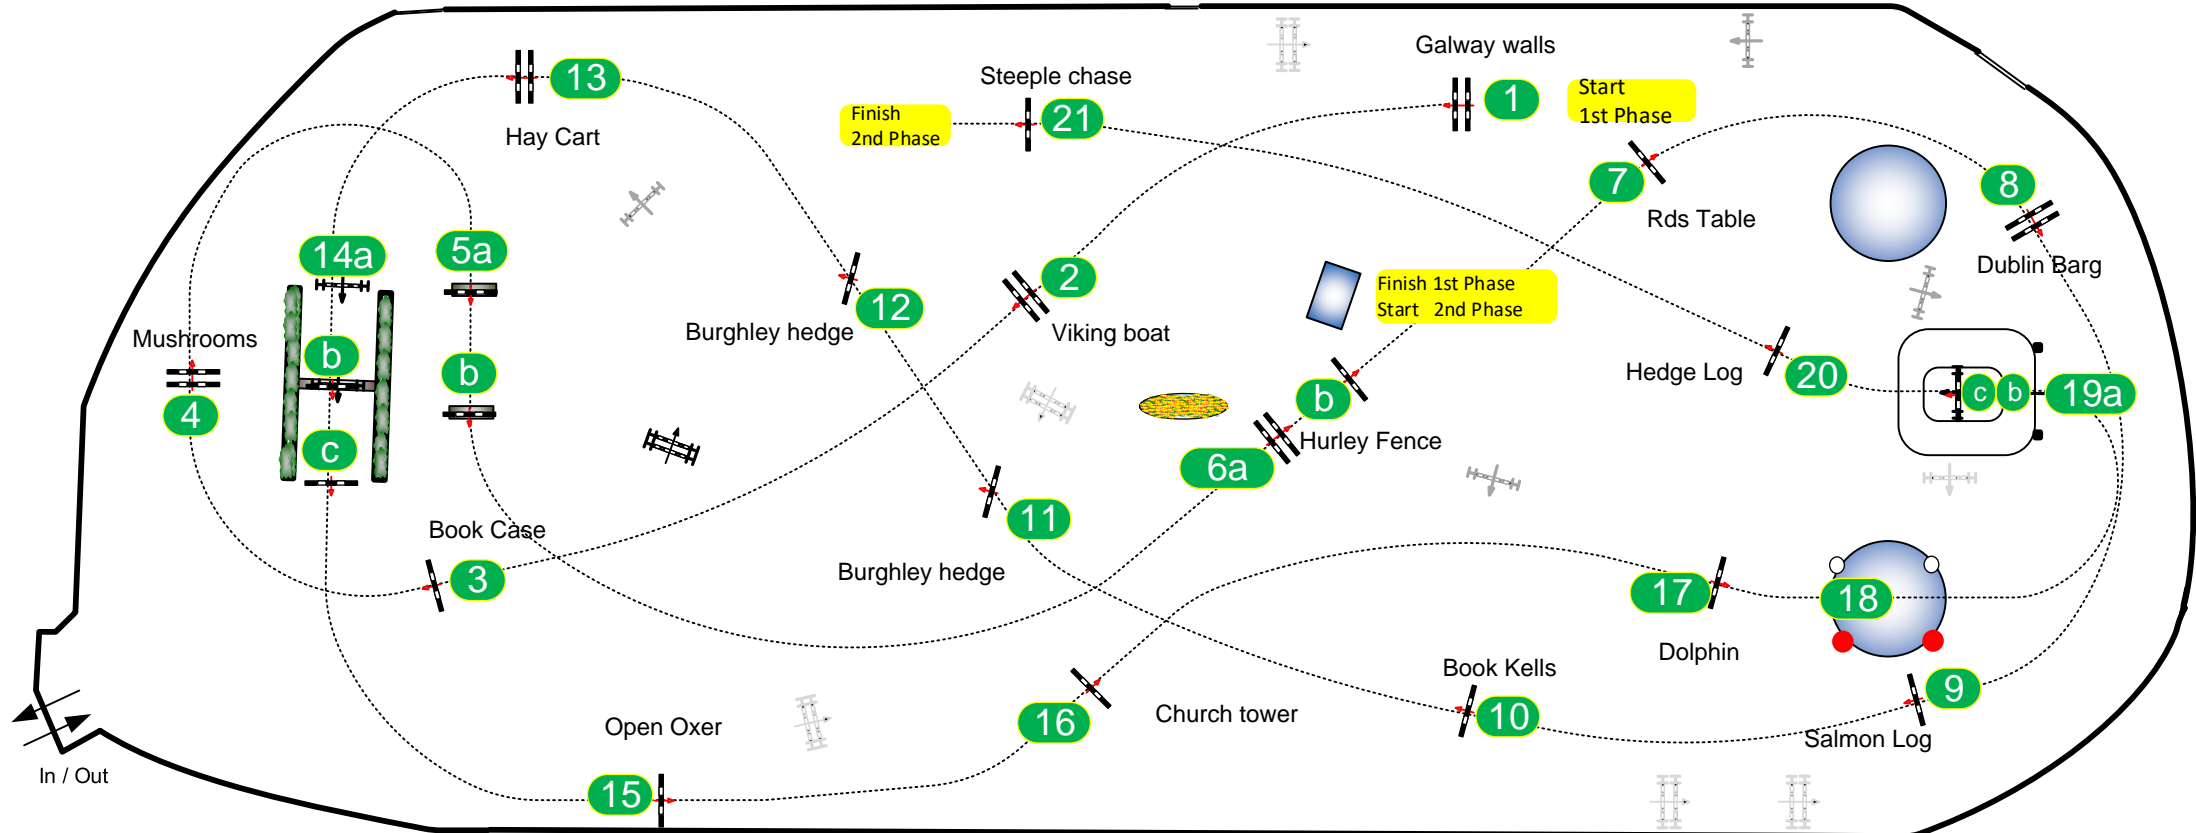 Galway walls
1
Start
1st Phase
13
Hay Cart
Steeple chase
Finish
2nd Phase
21
7
Rds Table
8
Dublin Barg
14a
5a
2
Viking boat
Finish 1st Phase
Start 2nd Phase
12
Burghley hedge
Mushrooms
4
b
b
c
b
Hurley Fence
6a
Hedge Log
20
c
b
19a
Book Case
3
11
Burghley hedge
17
Dolphin
18
9
Salmon Log
Book Kells
10
16
Church tower
Open Oxer
15
In / Out